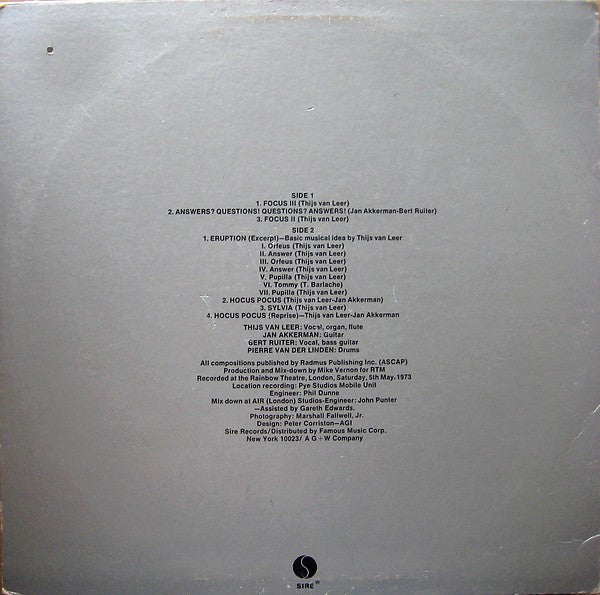 SIDE 1
1. FOCUS III (Thijs van Leer)
2. ANSWERS? QUESTIONS! QUESTIONS? ANSWERS! (Jan Akkerman-Bert Ruiter)
3. FOCUS II (Thijs van Leer)
SIDE 2
1. ERUPTION (Excerpt)—Basic musical idea by Thijs van Leer
I. Orfeus (Thijs van Leer)
II. Answer (Thijs van Leer)
III. Orfeus (Thijs van Leer)
IV. Answer (Thijs van Leer)
V. Pupilla (Thijs van Leer)
VI. Tommy (T. Barlache)
VII. Pupilla (Thijs van Leer)
2. HOCUS POCUS (Thijs van Leer-Jan Akkerman)
3. SYLVIA (Thijs van Leer)
4. HOCUS POCUS (Reprise)—Thijs van Leer-Jan Akkerman
THIJS VAN LEER: Vocal, organ, flute
JAN AKKERMAN: Guitar
BERT RUITER: Vocal, bass guitar
PIERRE VAN DER LINDEN: Drums
All compositions published by Radmus Publishing Inc. (ASCAP)
Production and Mix-down by Mike Vernon for RTM
Recorded at the Rainbow Theatre, London, Saturday, 5th May. 1973
Location recording: Pye Studios Mobile Unit
Engineer: Phil Dunne
Mix down at AIR (London) Studios-Engineer: John Punter
—Assisted by Gareth Edwards.
Photography: Marshall Fallwell, Jr.
Design: Peter Corriston—AGI
Sire Records/Distributed by Famous Music Corp.
New York 10023/ A G+W Company
SIRE